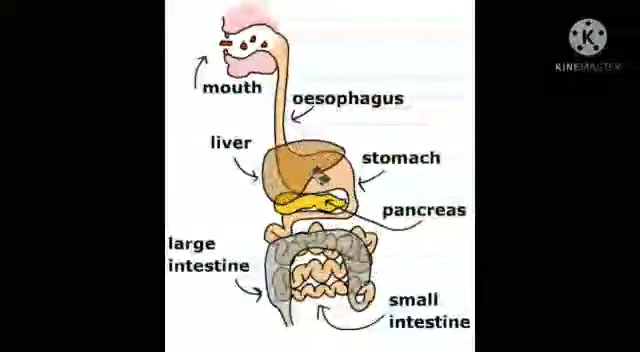 mouth
oesophagus
liver
stomach
pancreas
large
intestine
small
intestine
K
KINEMASTER